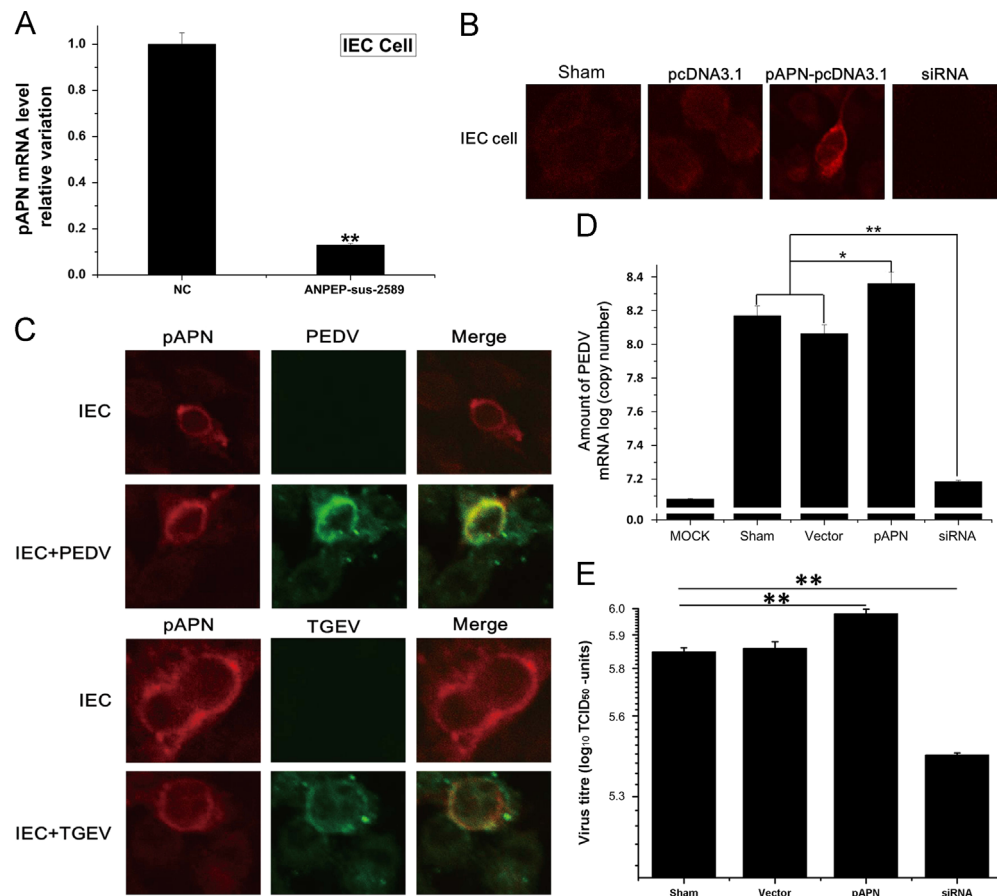 A
IEC Cell
pAPN mRNA level
relative variation
1.0
0.8
0.6
0.4
0.2
0.0
**
NC
ANPEP-sus-2589
B
Sham
pcDNA3.1
pAPN-pcDNA3.1
siRNA
IEC cell
C
pAPN
PEDV
Merge
IEC
IEC+PEDV
pAPN
TGEV
Merge
IEC
IEC+TGEV
D
**
*
Amount of PEDV
mRNA log (copy number)
8.4
8.2
8.0
7.8
7.6
7.4
7.2
0.0
MOCK
Sham
Vector
pAPN
siRNA
E
**
**
Virus titre (log₁₀ TCID₅₀ -units)
6.0
5.9
5.8
5.6
5.3
Sham
Vector
pAPN
siRNA